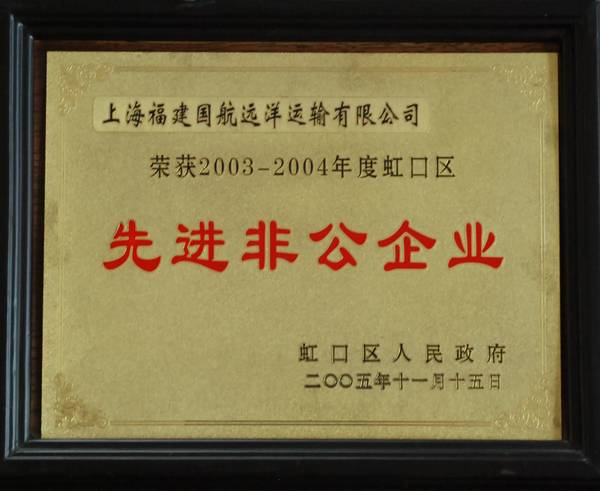 上海福建国航远洋运输有限公司
荣获2003-2004年度虹口区
先进非公企业
虹口区人民政府
二〇〇五年十一月十五日